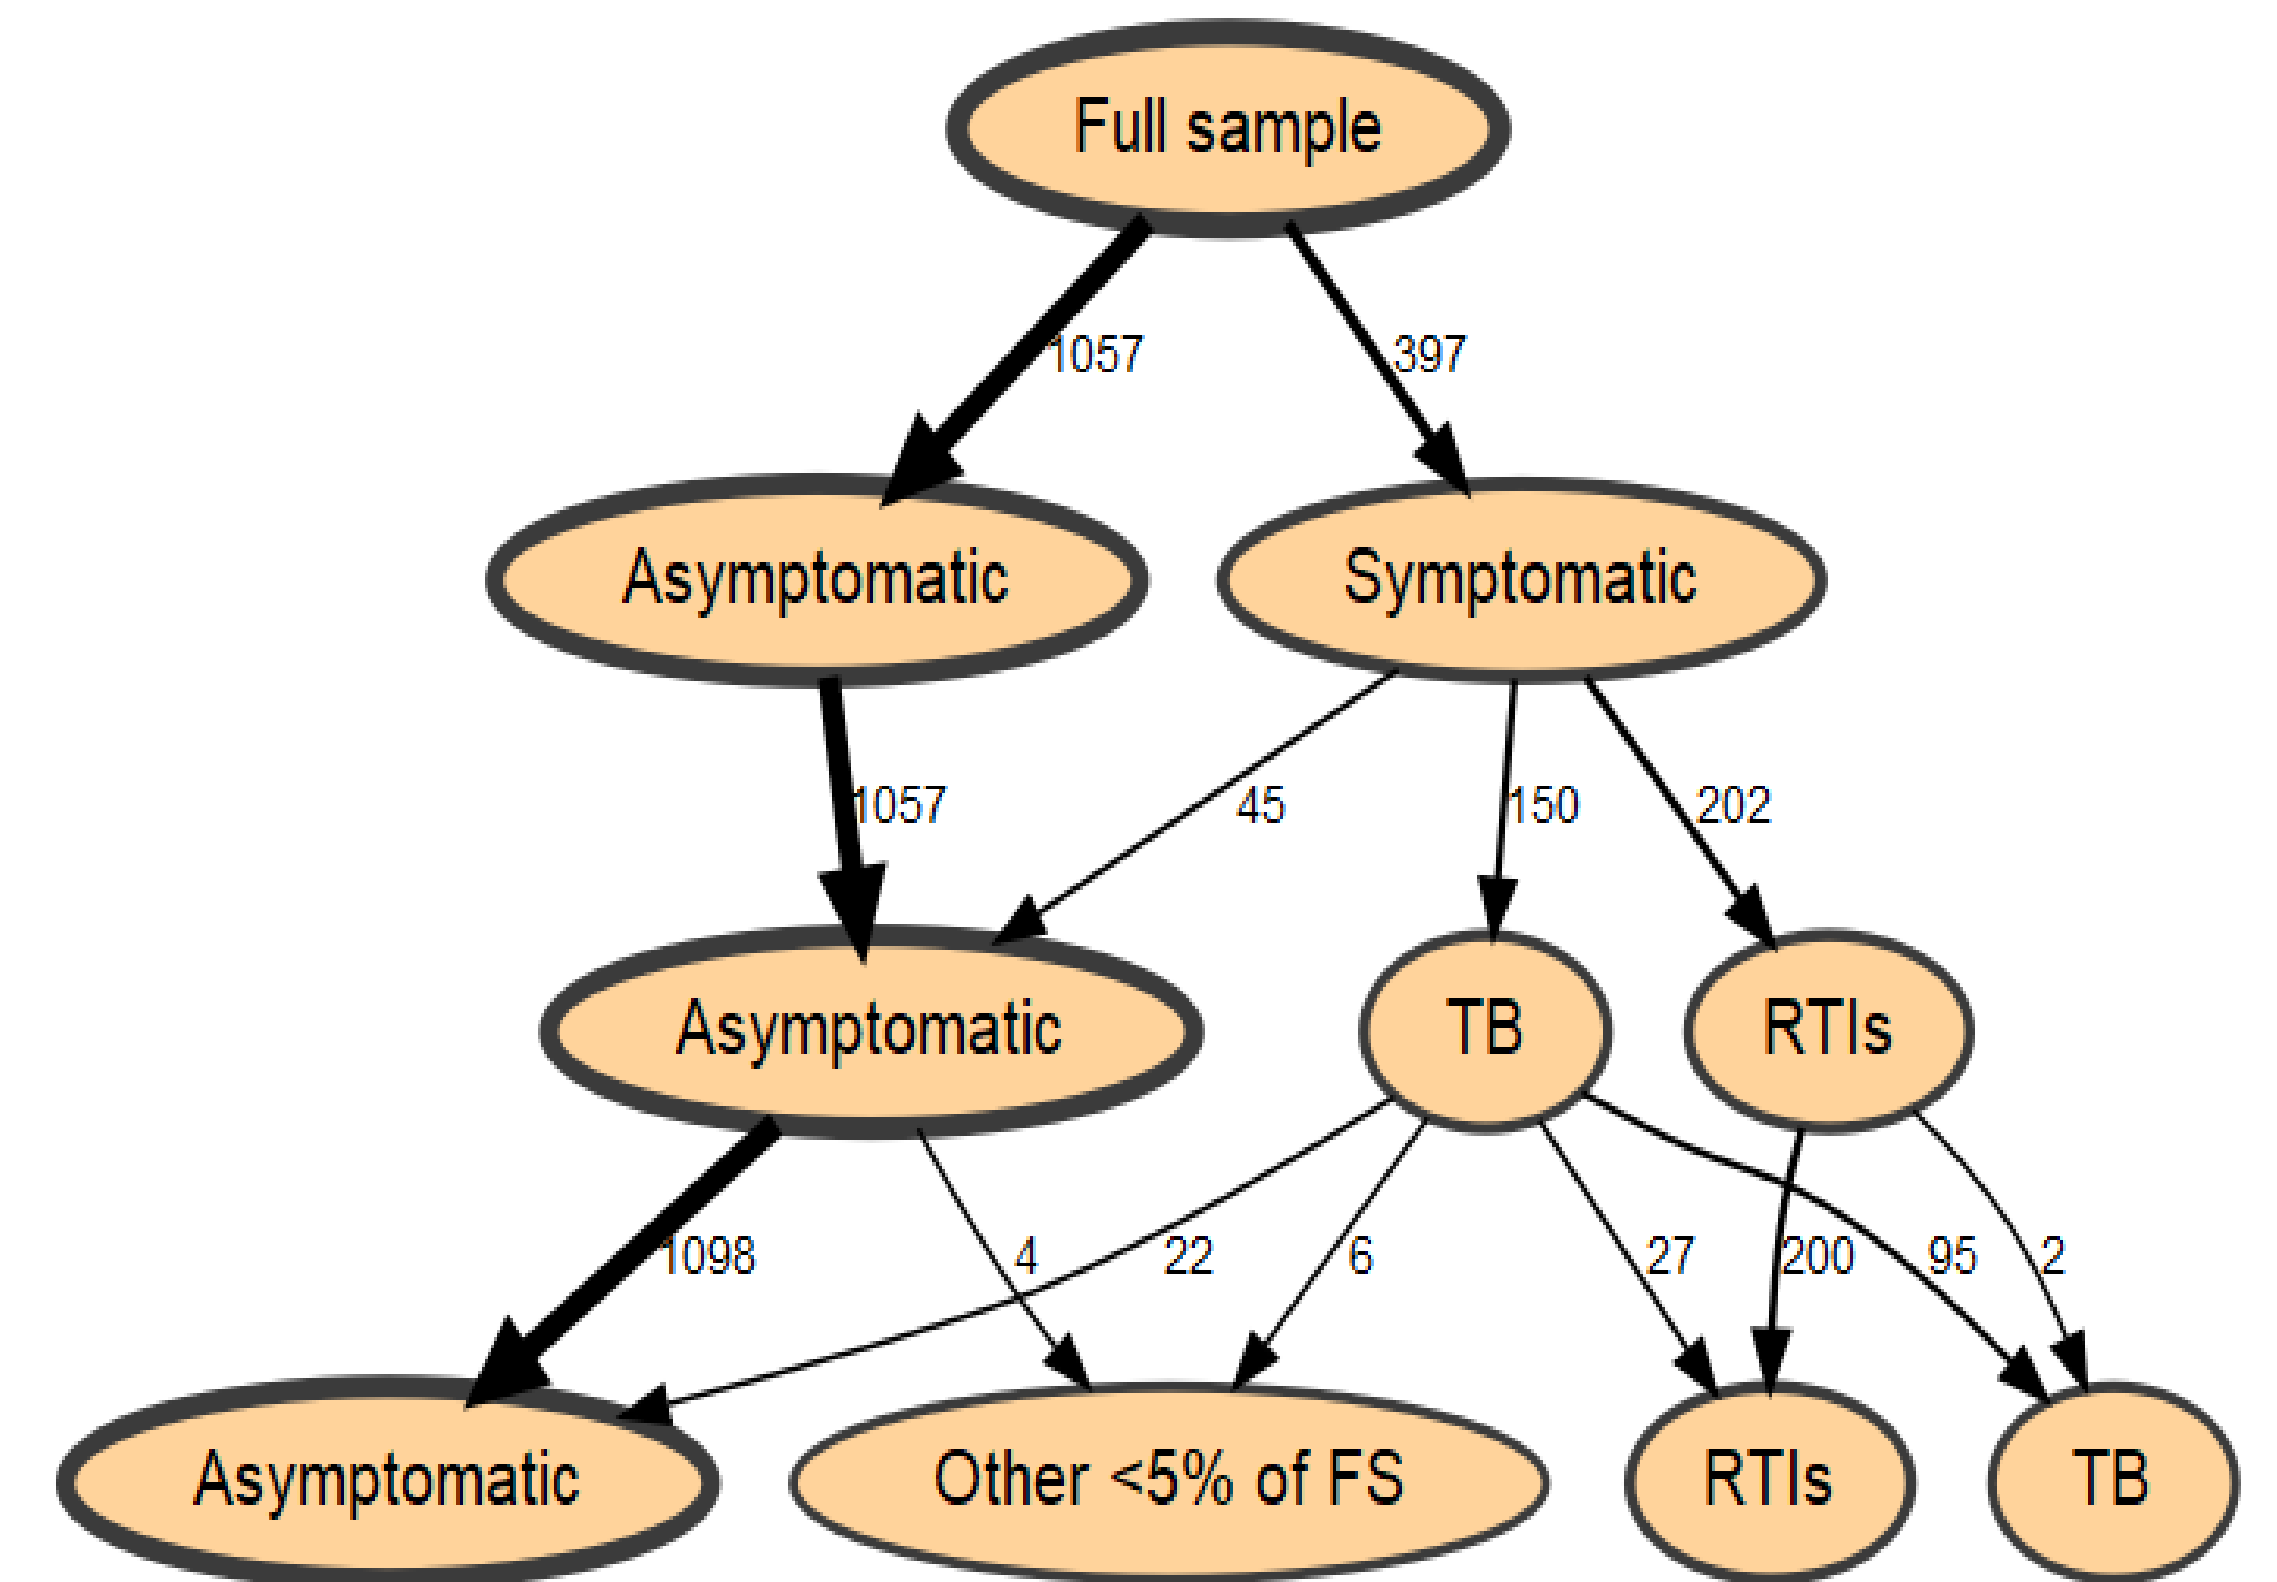 Full sample
1057
397
Asymptomatic
Symptomatic
1057
45
150
202
Asymptomatic
TB
RTIs
1098
4
22
6
27
200
95
2
Asymptomatic
Other <5% of FS
RTIs
TB